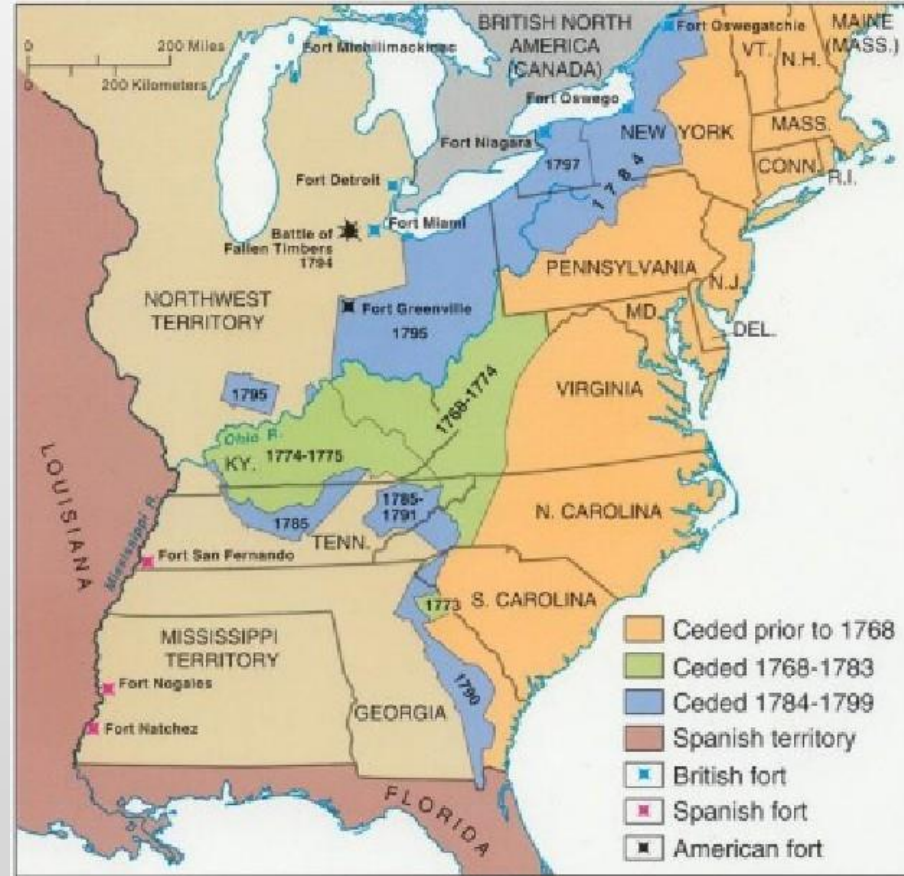 0
200 Miles
0
200 Kilometers
Fort Michilimackinac
BRITISH NORTH
AMERICA
(CANADA)
Fort Oswegatchie
MAINE
(MASS.)
VT.
N.H.
Fort Oswego
NEW YORK
MASS.
Fort Niagara
1797
1784
CONN.
R.I.
Fort Detroit
Fort Miami
Battle of
Fallen Timbers
1794
PENNSYLVANIA
N.J.
NORTHWEST
TERRITORY
Fort Greenville
1795
MD.
DEL.
1795
1768-1774
VIRGINIA
Ohio R.
KY.
1774-1775
LOUISIANA
Mississippi R.
1785
1785-
1791
TENN.
N. CAROLINA
Fort San Fernando
1773
S. CAROLINA
MISSISSIPPI
TERRITORY
Fort Nogales
Fort Natchez
GEORGIA
1790
FLORIDA
Ceded prior to 1768
Ceded 1768-1783
Ceded 1784-1799
Spanish territory
British fort
Spanish fort
American fort